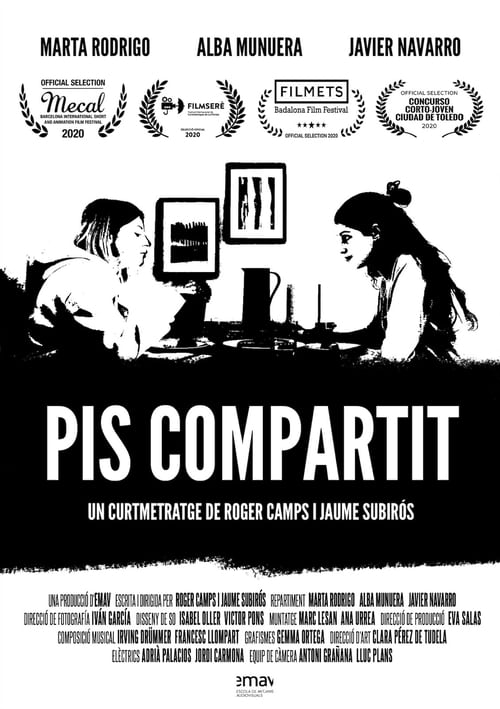 MARTA RODRIGO ALBA MUNUERA JAVIER NAVARRO
OFFICIAL SELECTION
Mecal
BARCELONA INTERNATIONAL SHORT
AND ANIMATION FILM FESTIVAL
2020
FILMSERÈ
2020
FILMETS
Badalona Film Festival
OFFICIAL SELECTION 2020
OFFICIAL SELECTION
CONCURSO
CORTO JOVEN
CIUDAD DE TOLEDO
2020
PIS COMPARTIT
UN CURTMETRATGE DE ROGER CAMPS I JAUME SUBIRÓS
UNA PRODUCCIÓ D'EMAV ESCRITA I DIRIGIDA PER ROGER CAMPS I JAUME SUBIRÓS REPARTIMENT MARTA RODRIGO ALBA MUNUERA JAVIER NAVARRO
DIRECCIÓ DE FOTOGRAFIA IVÁN GARCÍA DISSENY DE SO ISABEL OLLER VICTOR PONS MUNTATGE MARC LESAN ANA URREA DIRECCIÓ DE PRODUCCIÓ EVA SALAS
COMPOSICIÓ MUSICAL IRVING DRÜMMER FRANCESC LLOMPART GRAFISMES GEMMA ORTEGA DIRECCIÓ D'ART CLARA PÉREZ DE TUDELA
ELÈCTRICS ADRIÀ PALACIOS JORDI CARMONA EQUIP DE CÀMERA ANTONI GRAÑANA LLUC PLANS
emav
ESCOLA DE MITJANS
AUDIOVISUALS